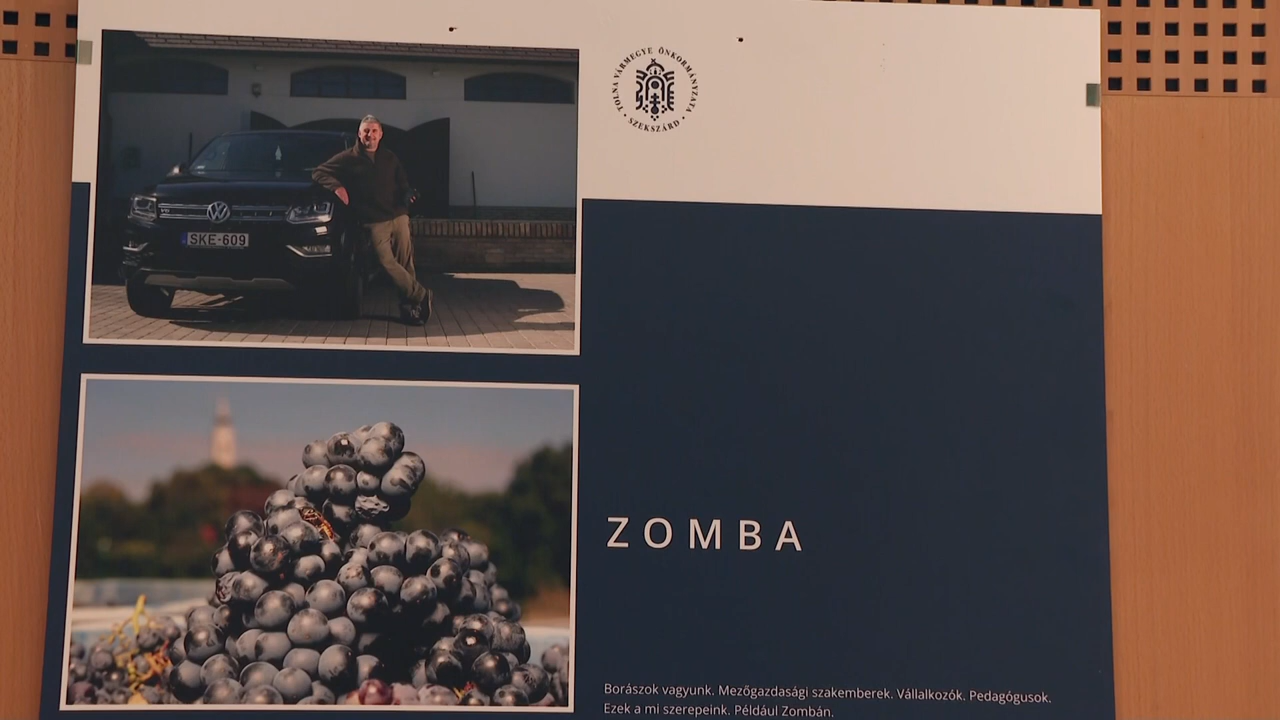 TOLNA VÁRMEGYE ÖNKORMÁNYZATA
• SZEKSZÁRD •
SKE-609
ZOMBA
Borászok vagyunk. Mezőgazdasági szakemberek. Vállalkozók. Pedagógusok.
Ezek a mi szerepeink. Például Zombán.